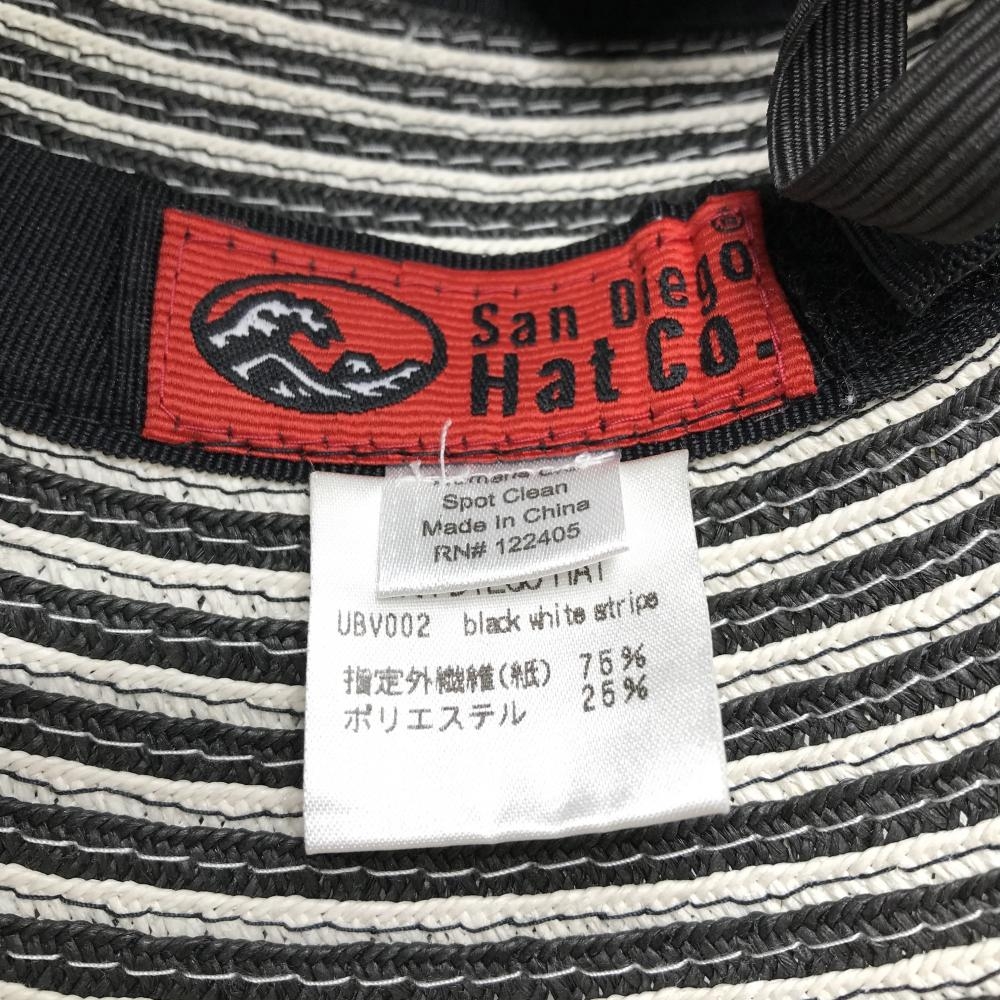 San Diego
®
Hat Co.
Spot Clean
Made In China
RN# 122405
UBV002 black white stripe
指定外繊維(紙) 75%
ポリエステル 25%